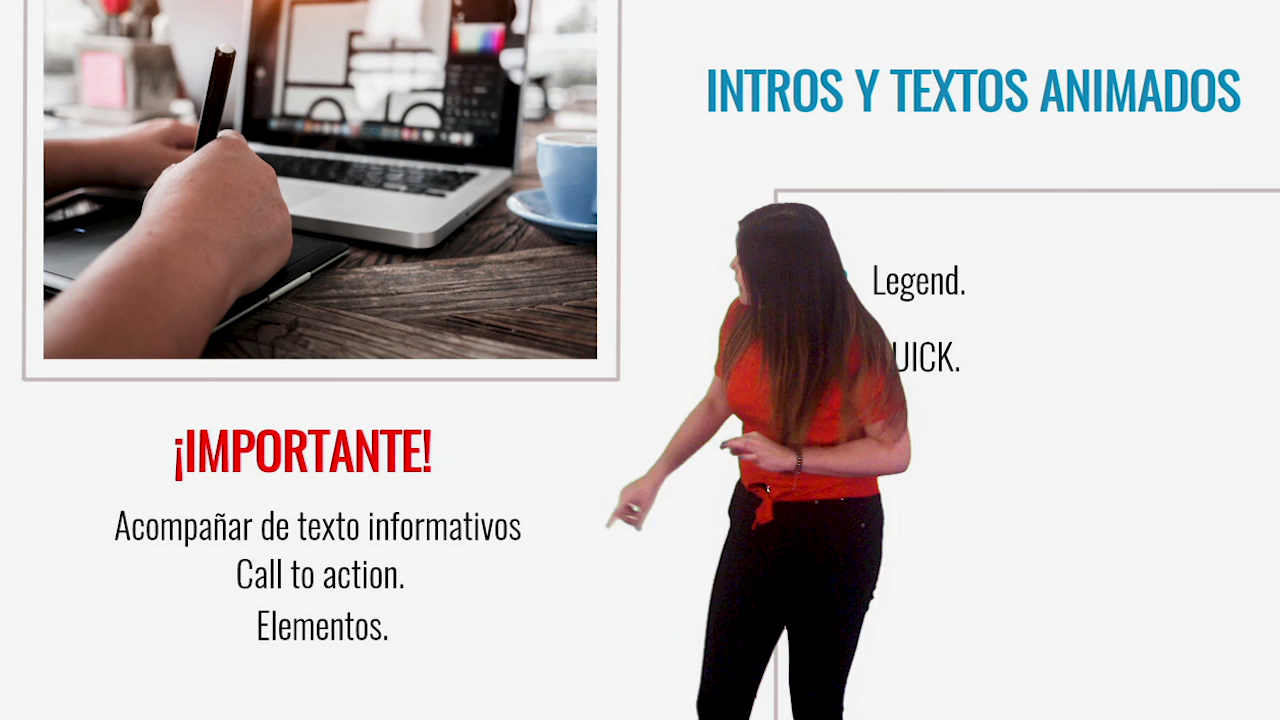 INTROS Y TEXTOS ANIMADOS
Legend.
UICK.
¡IMPORTANTE!
Acompañar de texto informativos
Call to action.
Elementos.